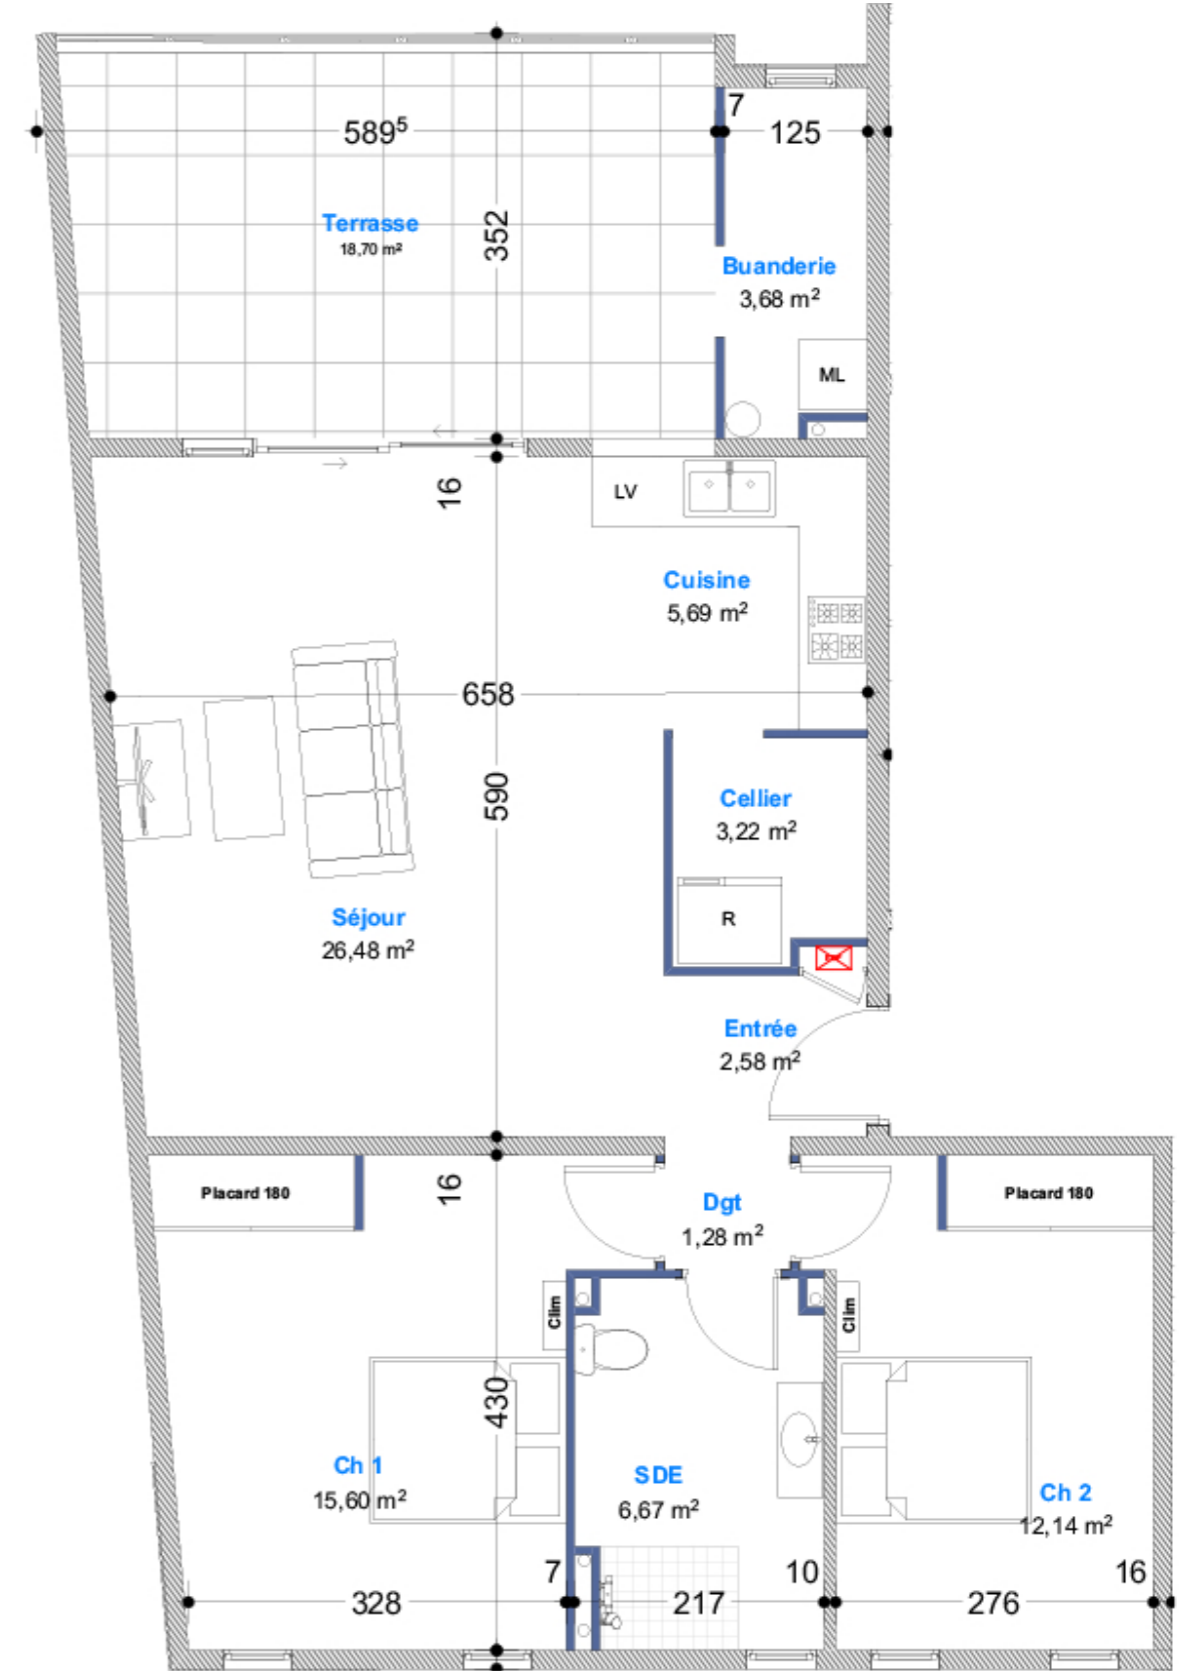 7
589⁵
125
Terrasse
18,70 m²
352
Buanderie
3,68 m²
ML
16
LV
Cuisine
5,69 m²
658
590
Cellier
3,22 m²
R
Séjour
26,48 m²
Entrée
2,58 m²
Placard 180
16
Dgt
1,28 m²
Placard 180
Clim
Clim
430
Ch 1
15,60 m²
SDE
6,67 m²
Ch 2
12,14 m²
7
10
16
328
217
276